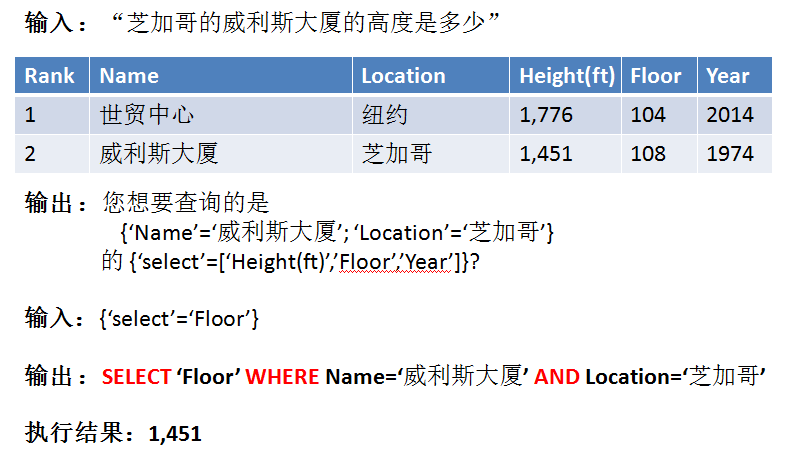 输入：“芝加哥的威利斯大厦的高度是多少”
Rank Name Location Height(ft) Floor Year
1 世贸中心 纽约 1,776 104 2014
2 威利斯大厦 芝加哥 1,451 108 1974
输出：您想要查询的是
{‘Name’=‘威利斯大厦’; ‘Location’=‘芝加哥’}
的 {‘select’=[‘Height(ft)’,’Floor’,’Year’]}?
输入：{‘select’=‘Floor’}
输出：SELECT ‘Floor’ WHERE Name=‘威利斯大厦’ AND Location=‘芝加哥’
执行结果：1,451